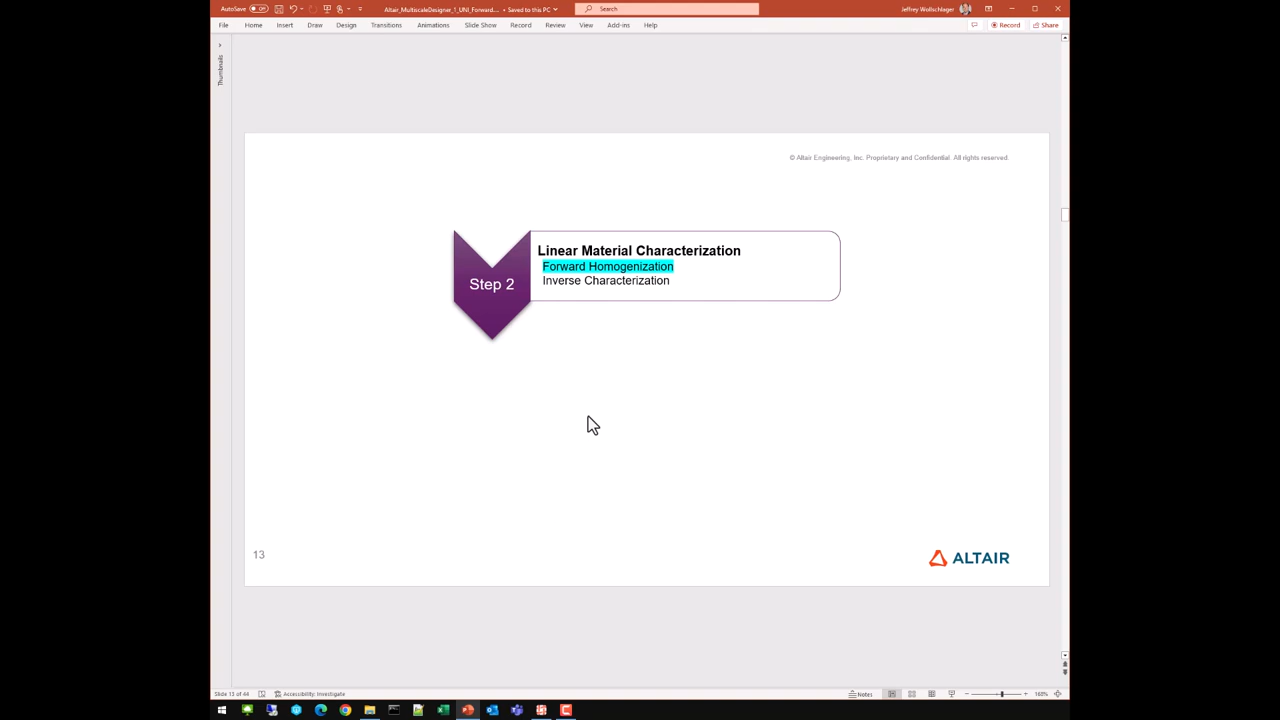 AutoSave
Off
Altair_MultiscaleDesigner_1_UNI_Forward... • Saved to this PC
Search
Jeffrey Wollschlager
File Home Insert Draw Design Transitions Animations Slide Show Record Review View Add-ins Help
Record
Share
Thumbnails
© Altair Engineering, Inc. Proprietary and Confidential. All rights reserved.
Step 2
Linear Material Characterization
Forward Homogenization
Inverse Characterization
13
ALTAIR
Slide 13 of 44
Accessibility: Investigate
Notes
160%